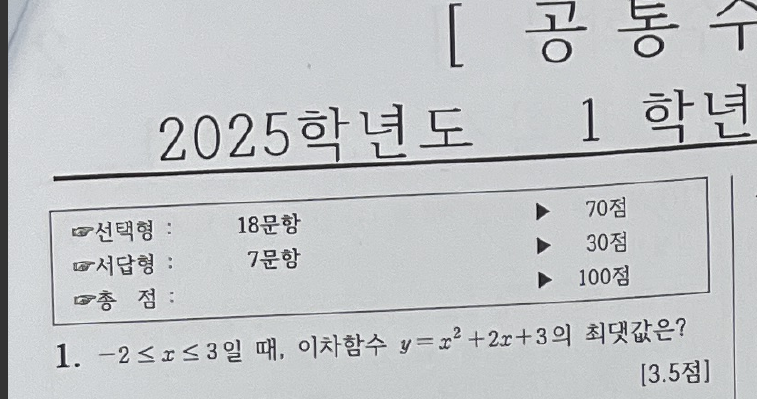 [ 공 통 수
2025학년도 1 학년
☞선택형 : 18문항 ▶ 70점
☞서답형 : 7문항 ▶ 30점
☞총 점 : ▶ 100점
1. -2≤x≤3일 때, 이차함수 y=x²+2x+3의 최댓값은?
[3.5점]